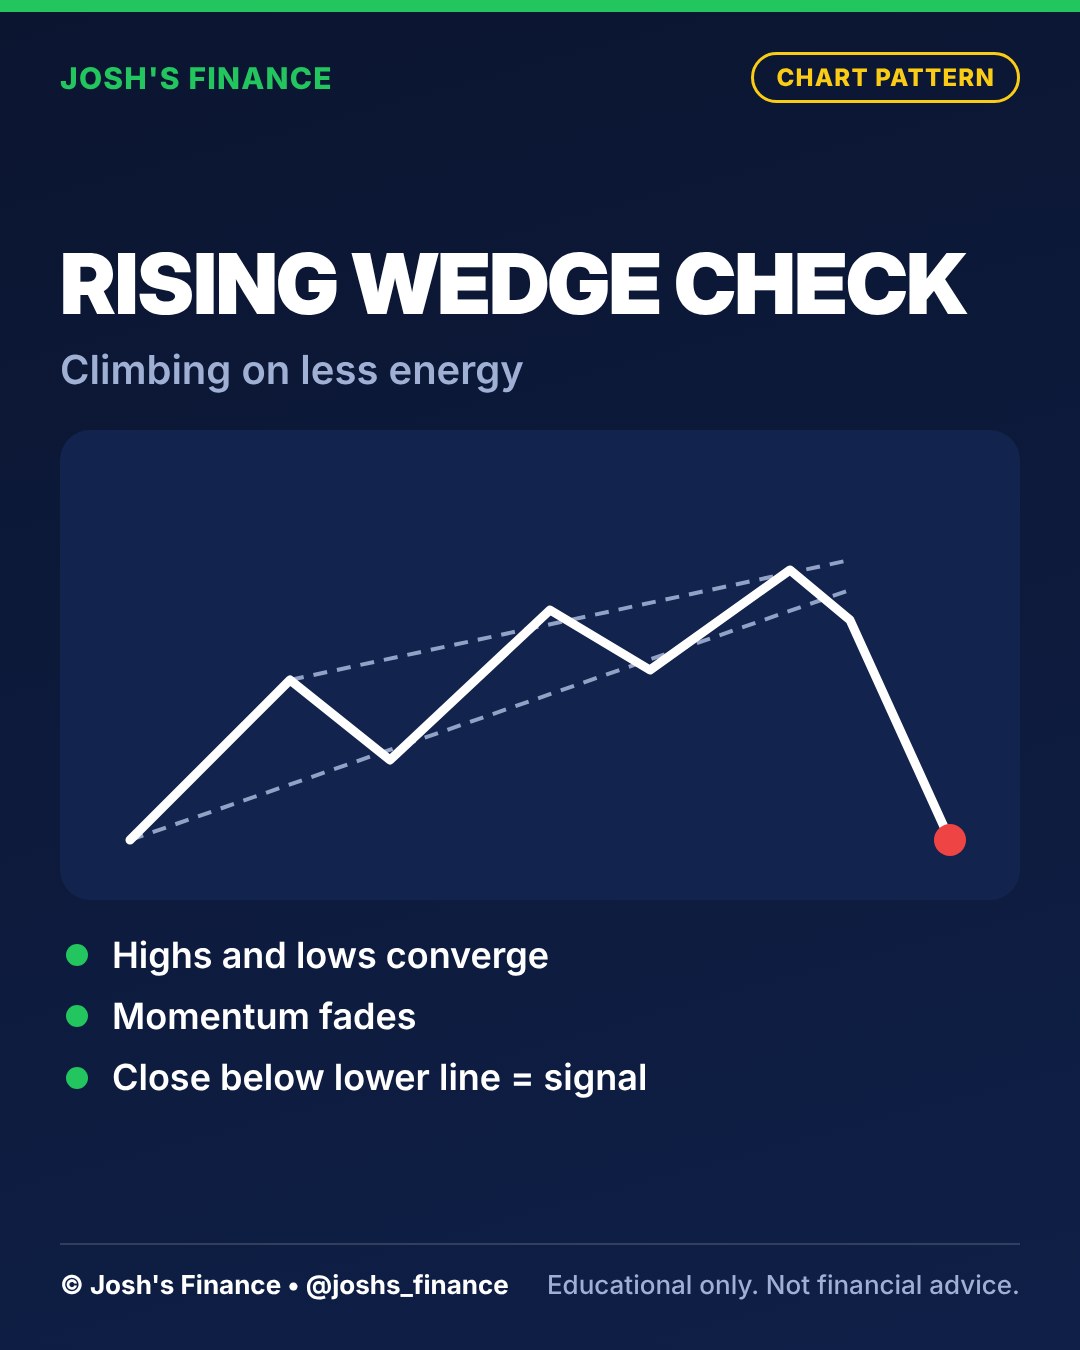 JOSH'S FINANCE
CHART PATTERN
RISING WEDGE CHECK
Climbing on less energy
Highs and lows converge
Momentum fades
Close below lower line = signal
© Josh's Finance • @joshs_finance
Educational only. Not financial advice.